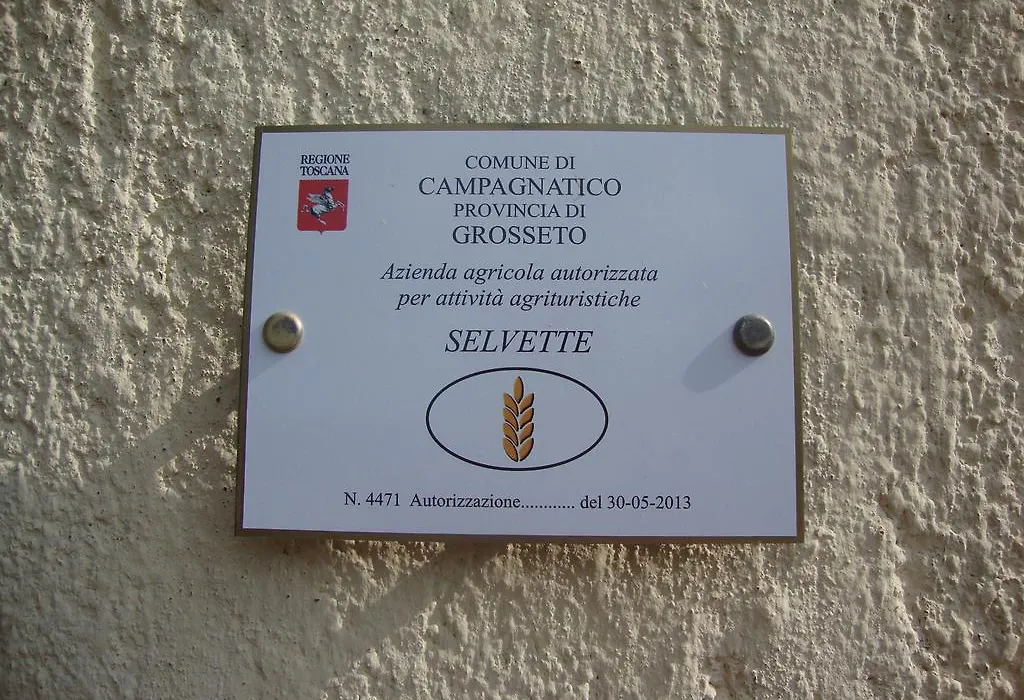 REGIONE
TOSCANA
COMUNE DI
CAMPAGNATICO
PROVINCIA DI
GROSSETO
Azienda agricola autorizzata
per attività agrituristiche
SELVETTE
N. 4471 Autorizzazione............ del 30-05-2013